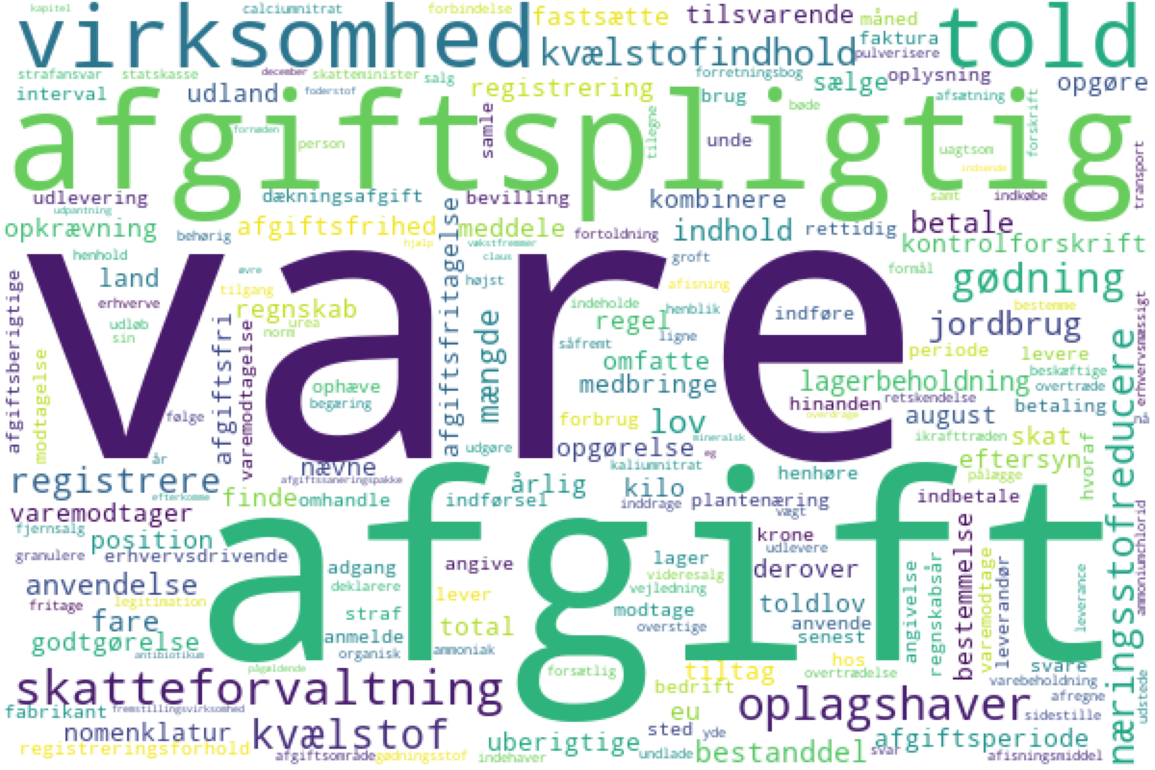 kapitel calciumnitrat forbindelse
virksomhed fastsætte tilsvarende måned told
kvælstofindhold faktura pulverisere
strafansvar statskasse december skatteminister salg forretningsbog sælge oplysning opgøre
interval udland foderstof registrering brug afsætning
afgiftspligtig
fornøden person samle tilegne unde bøde uagtsom forskrift indsende transport
udlevering dækningsafgift bevilling kombinere samt indkøbe
udpantning betale
opkrævning behørig afgiftsfrihed hjælp meddele fortoldning indhold rettidig kontrolforskrift
henhold vækstfremmer claus groft
vare
land øvre højst afisning formål gødning
erhverve tilgang afgiftsfritagelse indeholde henblik indføre bestemme
udløb regnskab urea regel jordbrug erhvervsmæssigt
sin norm mængde såfremt ligne periode levere
afgiftsberigtige modtagelse afgiftsfri varemodtagelse omfatte beskæftige
ophæve medbringe lagerbeholdning overtræde
begæring hinanden retskendelse betaling
følge forbrug lov overdrage august nå
udgøre opgørelse mineralsk eg ikrafttræden skat
år nævne kaliumnitrat henhøre eftersyn hvoraf
registrere afgiftssaneringspakke årlig kilo pålægge
efterkomme finde omhandle indførsel inddrage plantenæring indbetale næringsstofreducere
varemodtager vægt
afgift
fjernsalg position krone
granulere erhvervsdrivende adgang angive lager udlevere ammoniumchlorid
anvendelse deklarere videresalg derover
fritage legitimation lever vejledning toldlov
fare straf modtage anvende leverance
godtgørelse anmelde total overstige senest angivelse regnskabsår bestemmelse varemodtage leverandør
antibiotikum organisk ammoniak
pågældende forsætlig tiltag hos svare
skatteforvaltning overtrædelse varebeholdning
bedrift oplagshaver afregne udstede
fabrikant fremstillingsvirksomhed eu sidestille
nomenklatur kvælstof sted yde
registreringsforhold uberigtige bestanddel afgiftsperiode
afgiftsområde gødningsstof indehaver undlade svar afisningsmiddel